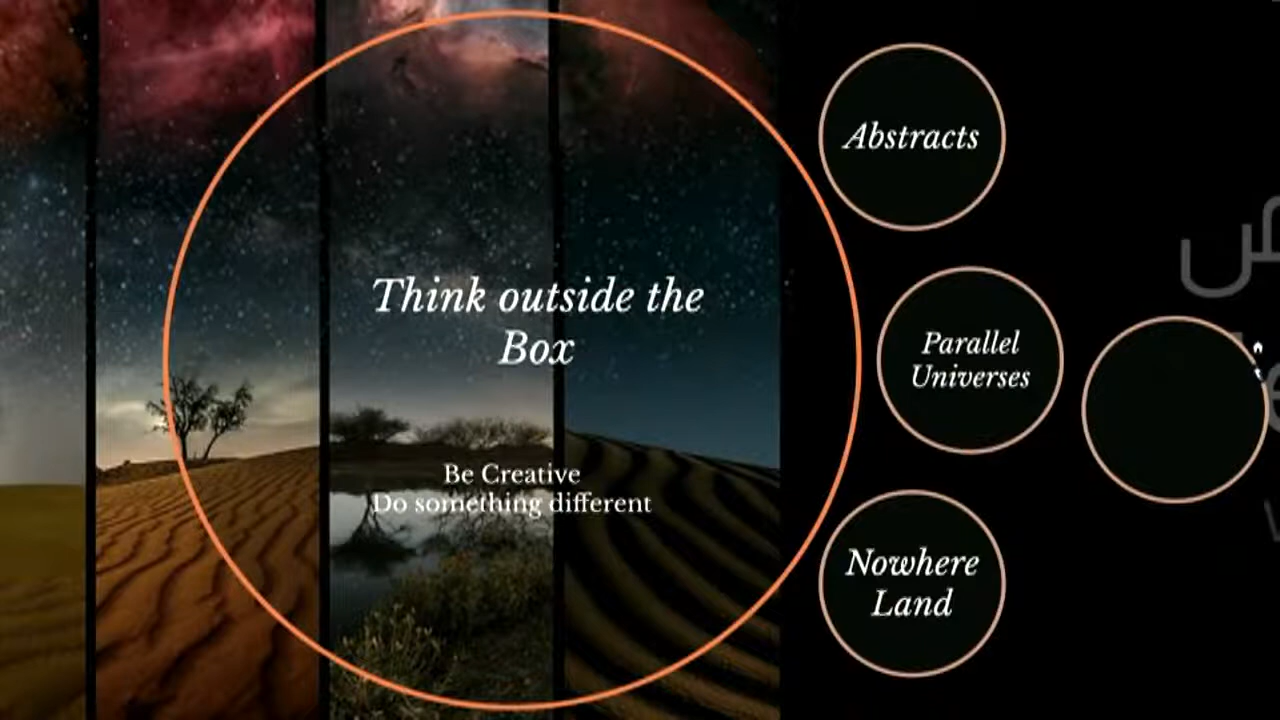 Think outside the
Box
Be Creative
Do something different
Abstracts
Parallel
Universes
Nowhere
Land